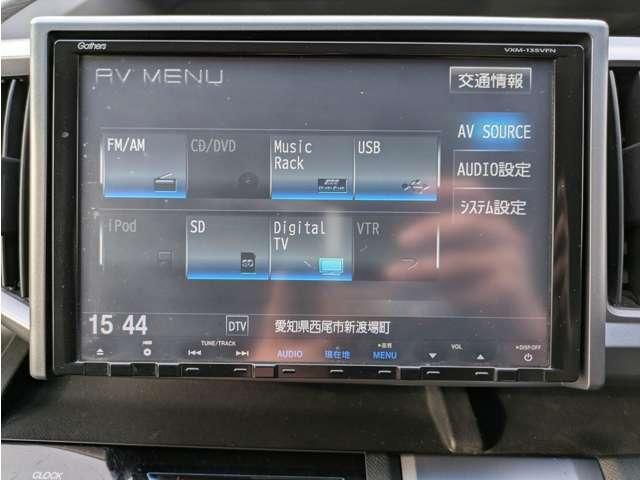 Gathers VXM-135VFN
AV MENU 交通情報
FM/AM CD/DVD Music Rack USB AV SOURCE
AUDIO設定
iPod SD Digital TV VTR システム設定
SD
15 44 DTV 愛知県西尾市新渡場町
TUNE/TRACK VOL DISP OFF
AUDIO 現在地 MENU
CLOCK